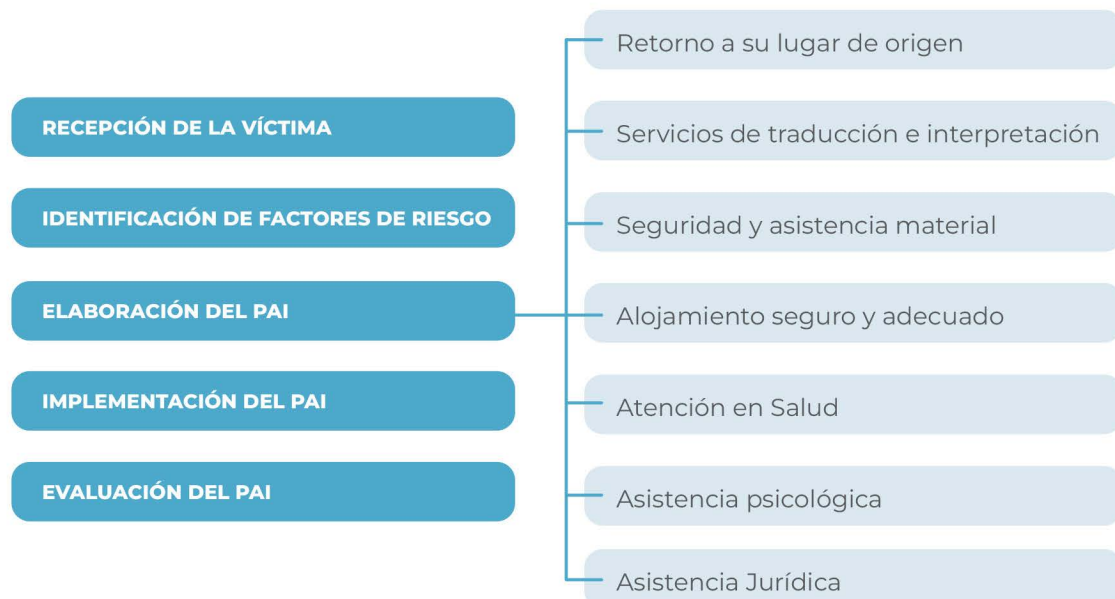 RECEPCIÓN DE LA VÍCTIMA
IDENTIFICACIÓN DE FACTORES DE RIESGO
ELABORACIÓN DEL PAI
IMPLEMENTACIÓN DEL PAI
EVALUACIÓN DEL PAI
Retorno a su lugar de origen
Servicios de traducción e interpretación
Seguridad y asistencia material
Alojamiento seguro y adecuado
Atención en Salud
Asistencia psicológica
Asistencia Jurídica